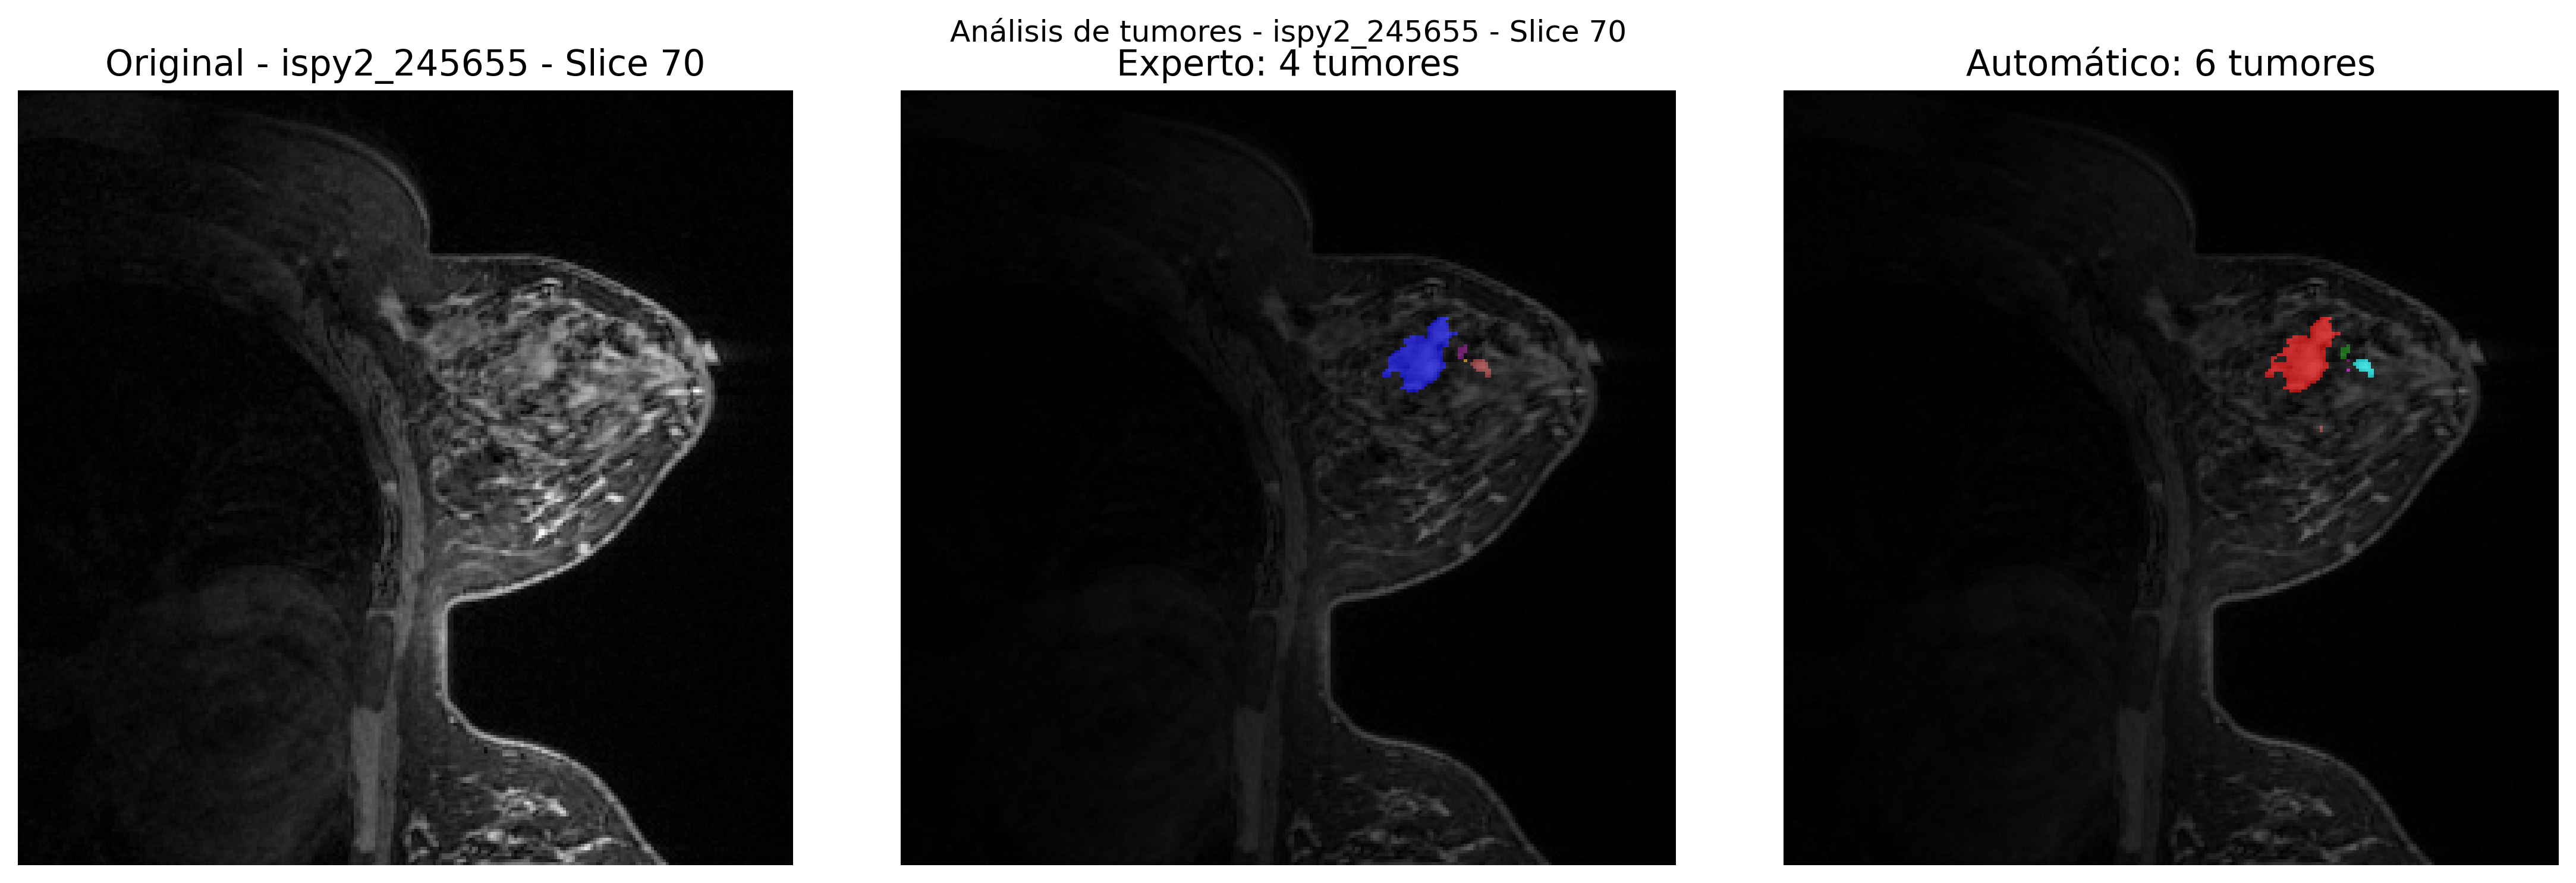 Análisis de tumores - ispy2_245655 - Slice 70
Original - ispy2_245655 - Slice 70
Experto: 4 tumores
Automático: 6 tumores